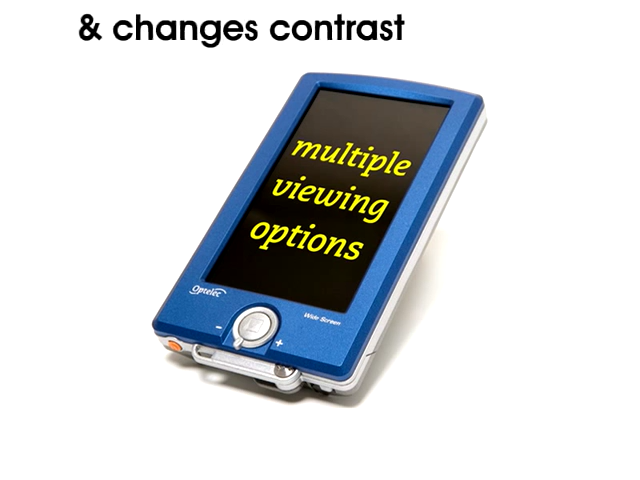 & changes contrast
multiple
viewing
options
Optelec
Wide Screen
- +